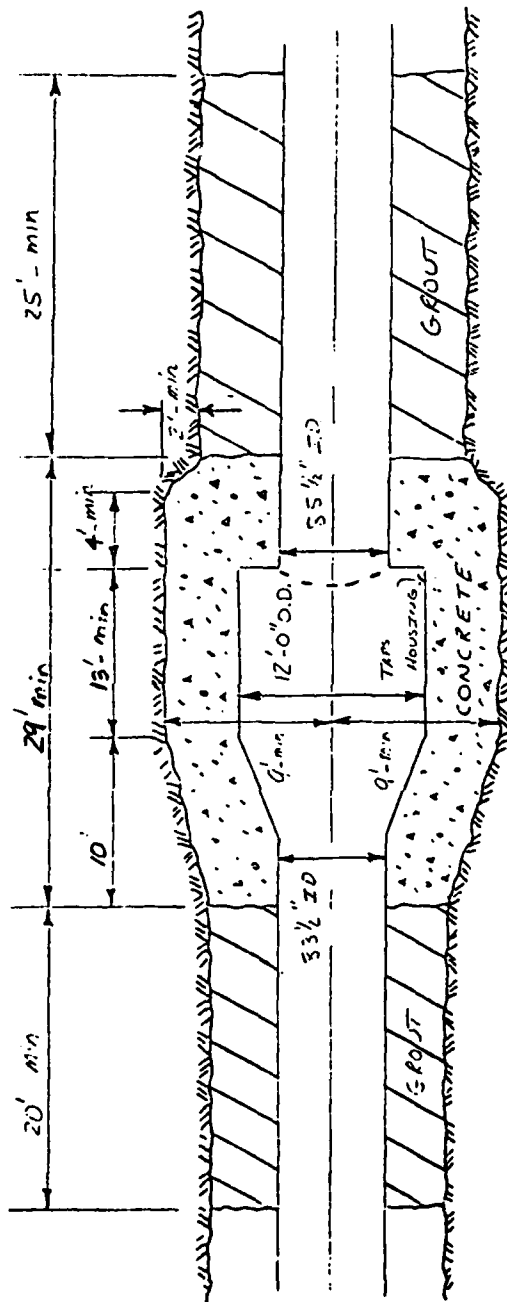 25'-min
GROUT
2'-min
55½" ID
4'-min
12'-0" O.D.
TAPS
HOUSING
CONCRETE
13'-min
29' min
9'-min
9'-min
10'
33½" ID
GROUT
20' min